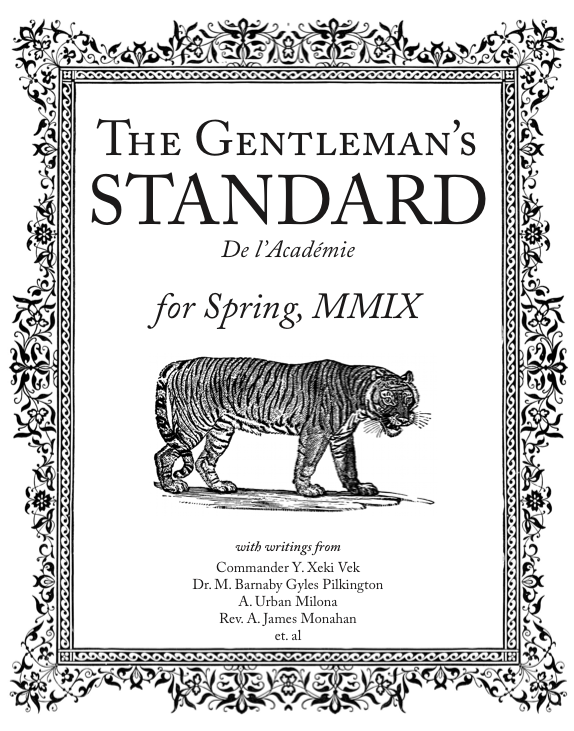 The Gentleman's
STANDARD
De l'Académie
for Spring, MMIX
with writings from
Commander Y. Xeki Vek
Dr. M. Barnaby Gyles Pilkington
A. Urban Milona
Rev. A. James Monahan
et. al